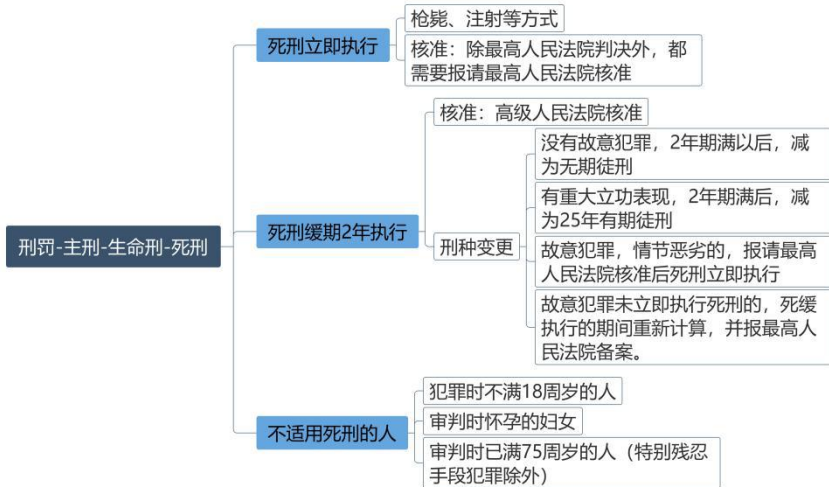 刑罚-主刑-生命刑-死刑
死刑立即执行
枪毙、注射等方式
核准：除最高人民法院判决外，都
需要报请最高人民法院核准
死刑缓期2年执行
核准：高级人民法院核准
刑种变更
没有故意犯罪，2年期满以后，减
为无期徒刑
有重大立功表现，2年期满后，减
为25年有期徒刑
故意犯罪，情节恶劣的，报请最高
人民法院核准后死刑立即执行
故意犯罪未立即执行死刑的，死缓
执行的期间重新计算，并报最高人
民法院备案。
不适用死刑的人
犯罪时不满18周岁的人
审判时怀孕的妇女
审判时已满75周岁的人（特别残忍
手段犯罪除外）